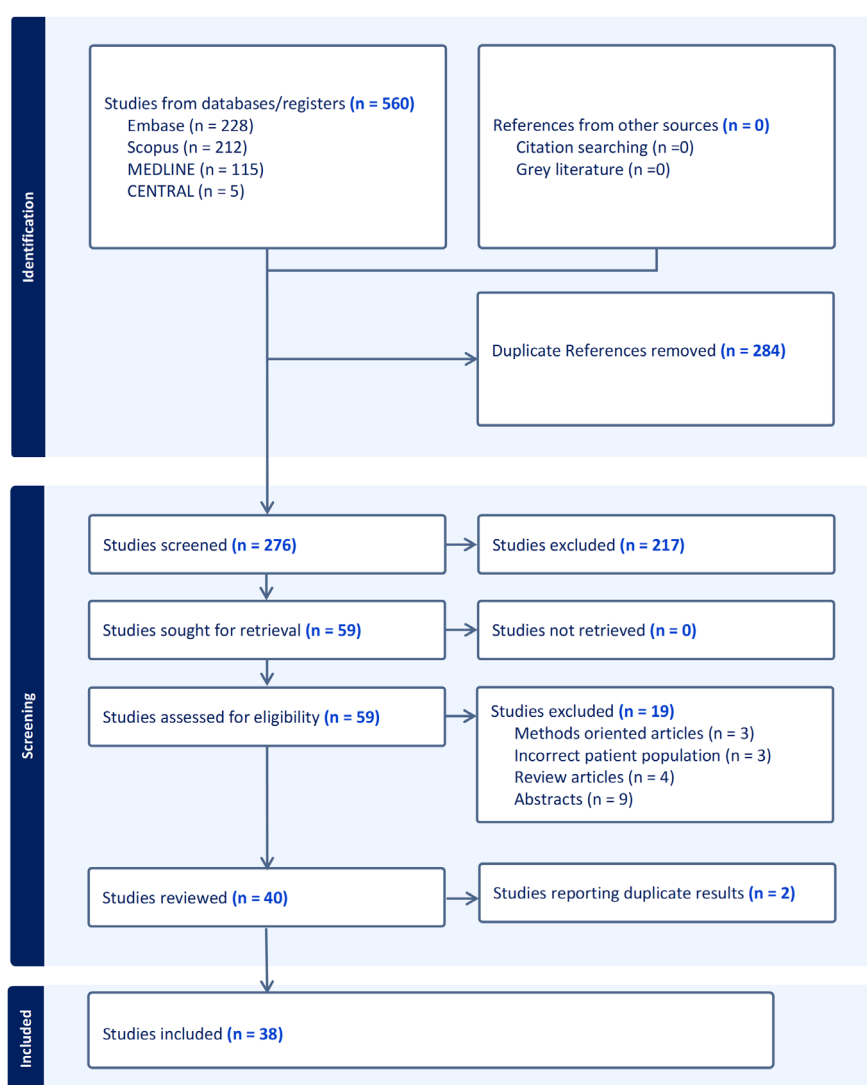 Identification
Studies from databases/registers (n = 560)
Embase (n = 228)
Scopus (n = 212)
MEDLINE (n = 115)
CENTRAL (n = 5)
References from other sources (n = 0)
Citation searching (n =0)
Grey literature (n =0)
Duplicate References removed (n = 284)
Screening
Studies screened (n = 276)
Studies excluded (n = 217)
Studies sought for retrieval (n = 59)
Studies not retrieved (n = 0)
Studies assessed for eligibility (n = 59)
Studies excluded (n = 19)
Methods oriented articles (n = 3)
Incorrect patient population (n = 3)
Review articles (n = 4)
Abstracts (n = 9)
Studies reviewed (n = 40)
Studies reporting duplicate results (n = 2)
Included
Studies included (n = 38)